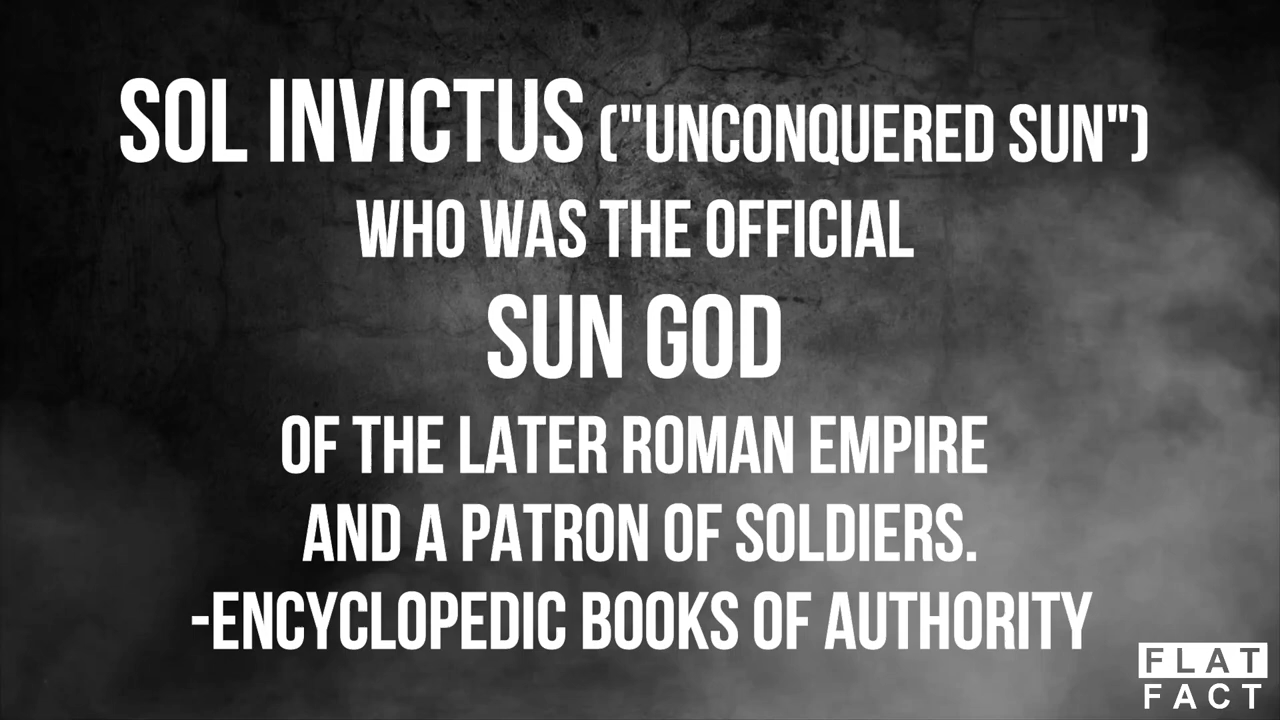 SOL INVICTUS ("UNCONQUERED SUN")
WHO WAS THE OFFICIAL
SUN GOD
OF THE LATER ROMAN EMPIRE
AND A PATRON OF SOLDIERS.
-ENCYCLOPEDIC BOOKS OF AUTHORITY
FLAT
FACT